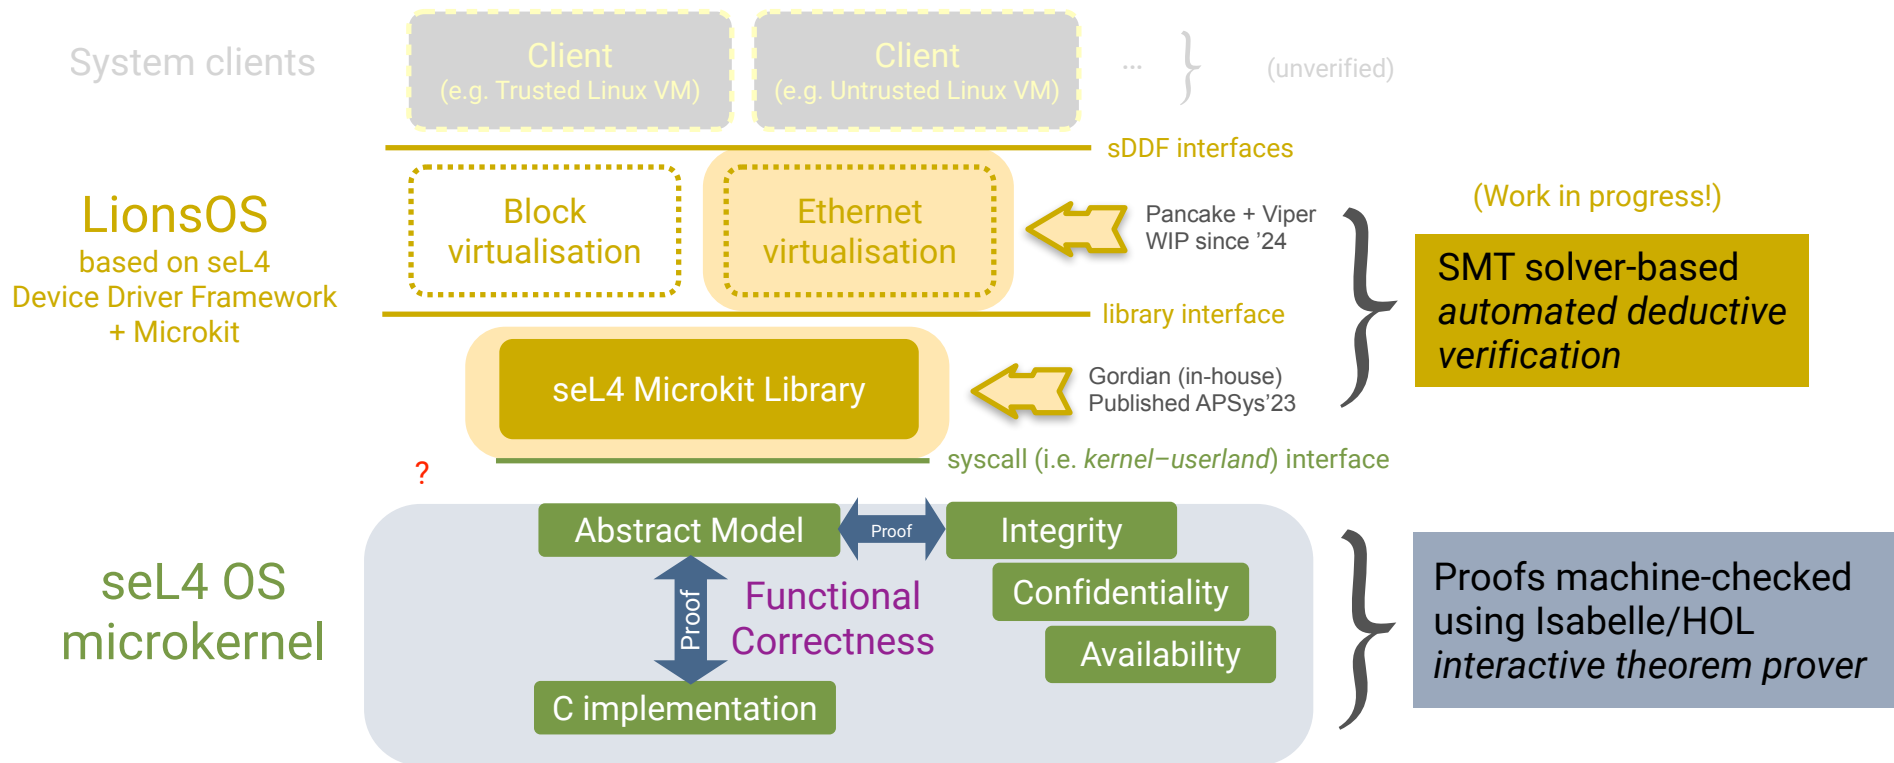 System clients
Client
(e.g. Trusted Linux VM)
Client
(e.g. Untrusted Linux VM)
...
(unverified)
sDDF interfaces
LionsOS
based on seL4
Device Driver Framework
+ Microkit
Block
virtualisation
Ethernet
virtualisation
Pancake + Viper
WIP since ’24
(Work in progress!)
SMT solver-based
automated deductive
verification
library interface
seL4 Microkit Library
Gordian (in-house)
Published APSys’23
?
syscall (i.e. kernel–userland) interface
seL4 OS
microkernel
Abstract Model
Proof
Integrity
Proof
Functional
Correctness
Confidentiality
Availability
C implementation
Proofs machine-checked
using Isabelle/HOL
interactive theorem prover